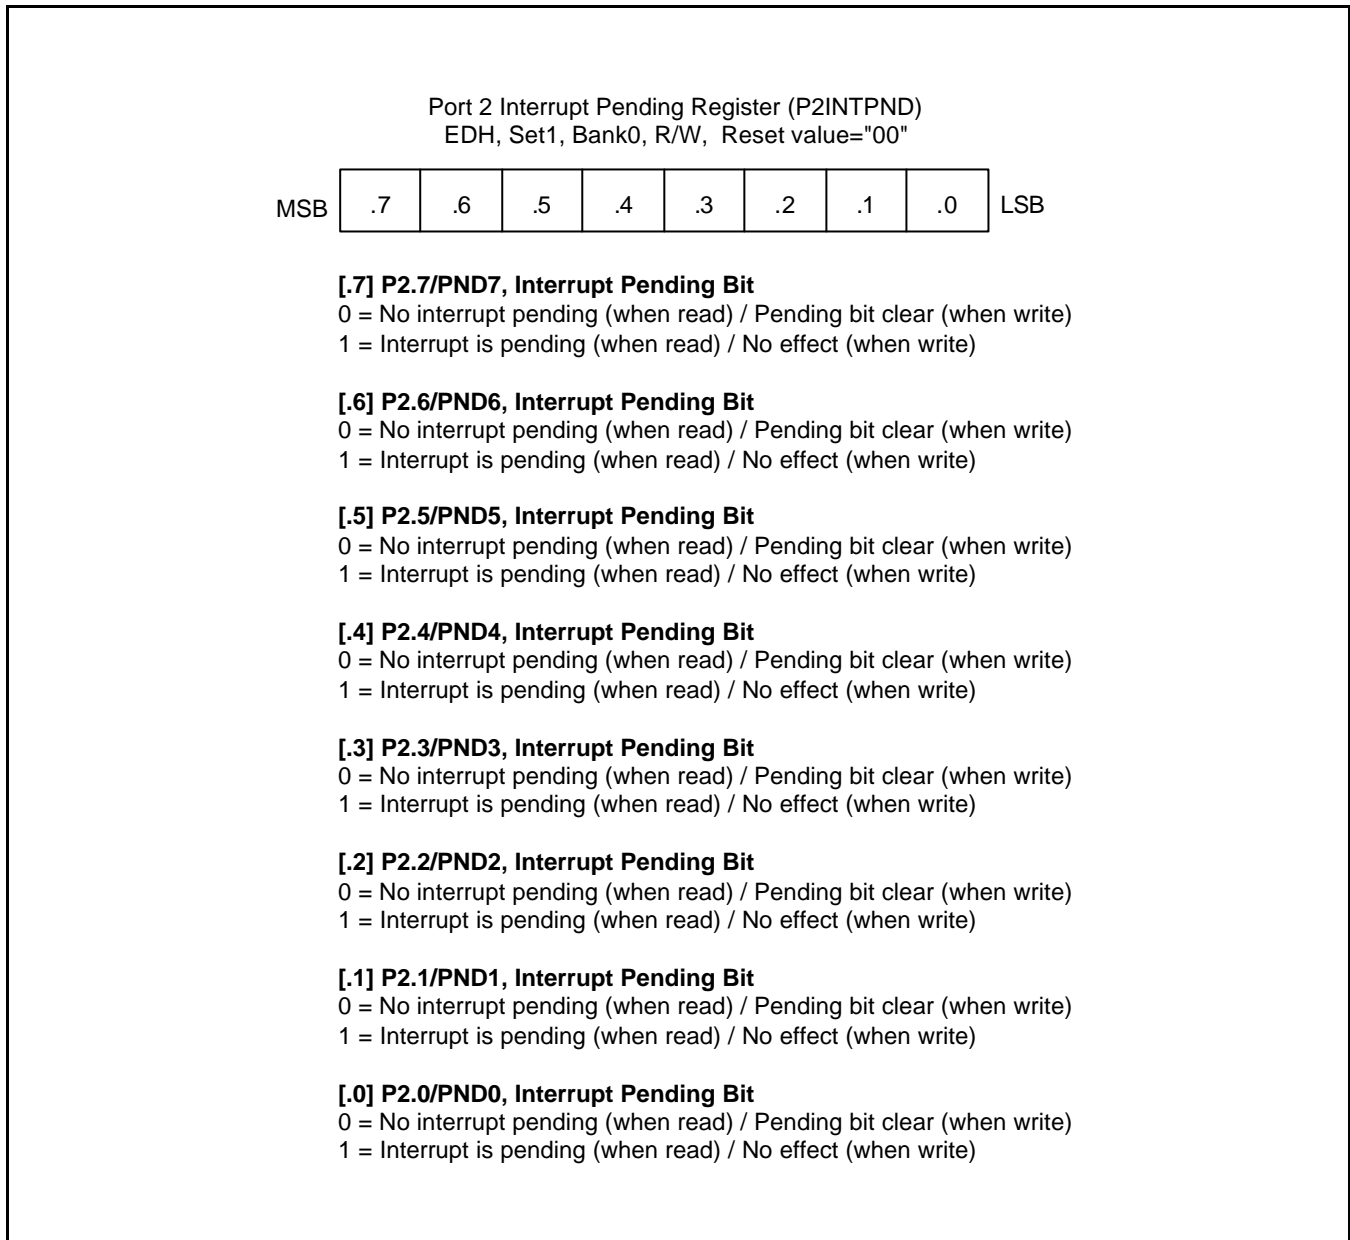 Port 2 Interrupt Pending Register (P2INTPND)
EDH, Set1, Bank0, R/W, Reset value="00"
MSB .7 .6 .5 .4 .3 .2 .1 .0 LSB
[.7] P2.7/PND7, Interrupt Pending Bit
0 = No interrupt pending (when read) / Pending bit clear (when write)
1 = Interrupt is pending (when read) / No effect (when write)
[.6] P2.6/PND6, Interrupt Pending Bit
0 = No interrupt pending (when read) / Pending bit clear (when write)
1 = Interrupt is pending (when read) / No effect (when write)
[.5] P2.5/PND5, Interrupt Pending Bit
0 = No interrupt pending (when read) / Pending bit clear (when write)
1 = Interrupt is pending (when read) / No effect (when write)
[.4] P2.4/PND4, Interrupt Pending Bit
0 = No interrupt pending (when read) / Pending bit clear (when write)
1 = Interrupt is pending (when read) / No effect (when write)
[.3] P2.3/PND3, Interrupt Pending Bit
0 = No interrupt pending (when read) / Pending bit clear (when write)
1 = Interrupt is pending (when read) / No effect (when write)
[.2] P2.2/PND2, Interrupt Pending Bit
0 = No interrupt pending (when read) / Pending bit clear (when write)
1 = Interrupt is pending (when read) / No effect (when write)
[.1] P2.1/PND1, Interrupt Pending Bit
0 = No interrupt pending (when read) / Pending bit clear (when write)
1 = Interrupt is pending (when read) / No effect (when write)
[.0] P2.0/PND0, Interrupt Pending Bit
0 = No interrupt pending (when read) / Pending bit clear (when write)
1 = Interrupt is pending (when read) / No effect (when write)